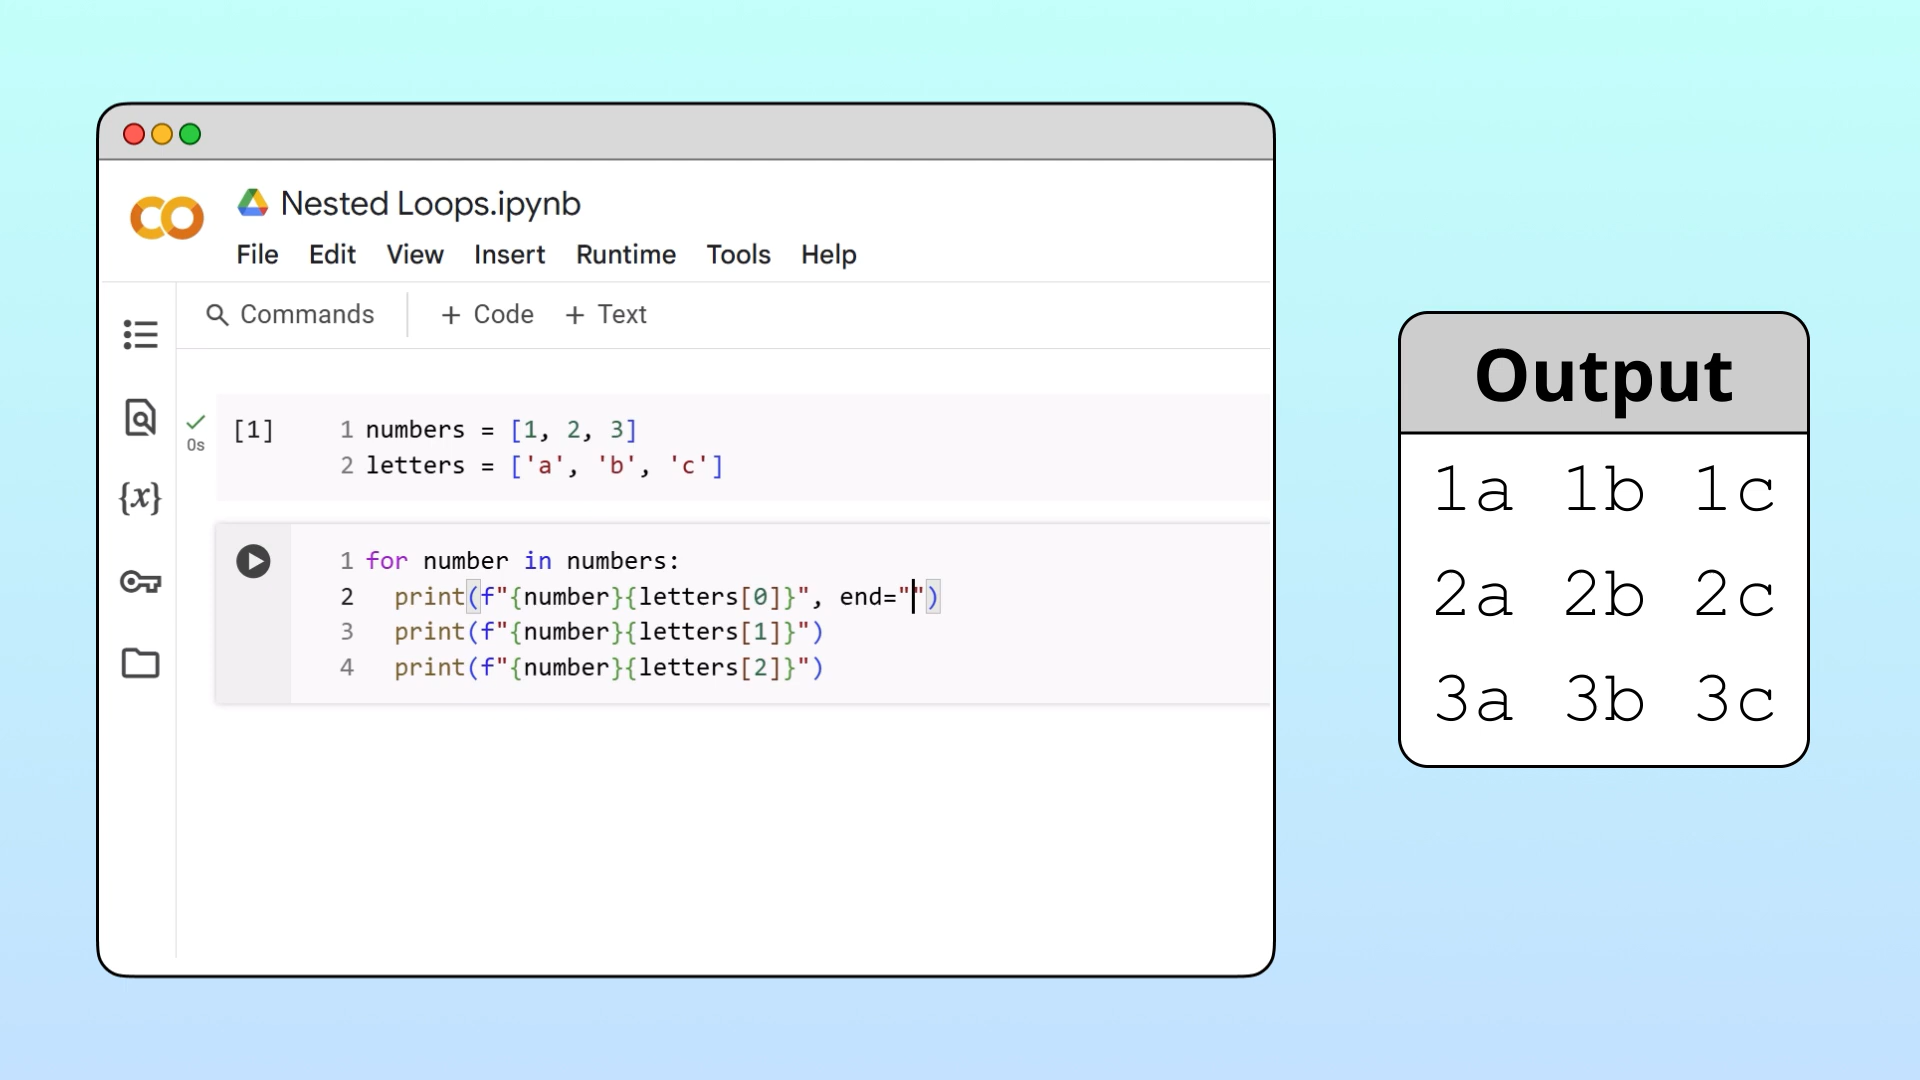 Nested Loops.ipynb
File Edit View Insert Runtime Tools Help
Commands + Code + Text
[1] 1 numbers = [1, 2, 3]
0s 2 letters = ['a', 'b', 'c']
1 for number in numbers:
2   print(f"{number}{letters[0]}", end="")
3   print(f"{number}{letters[1]}")
4   print(f"{number}{letters[2]}")
{x}
Output
1a 1b 1c
2a 2b 2c
3a 3b 3c